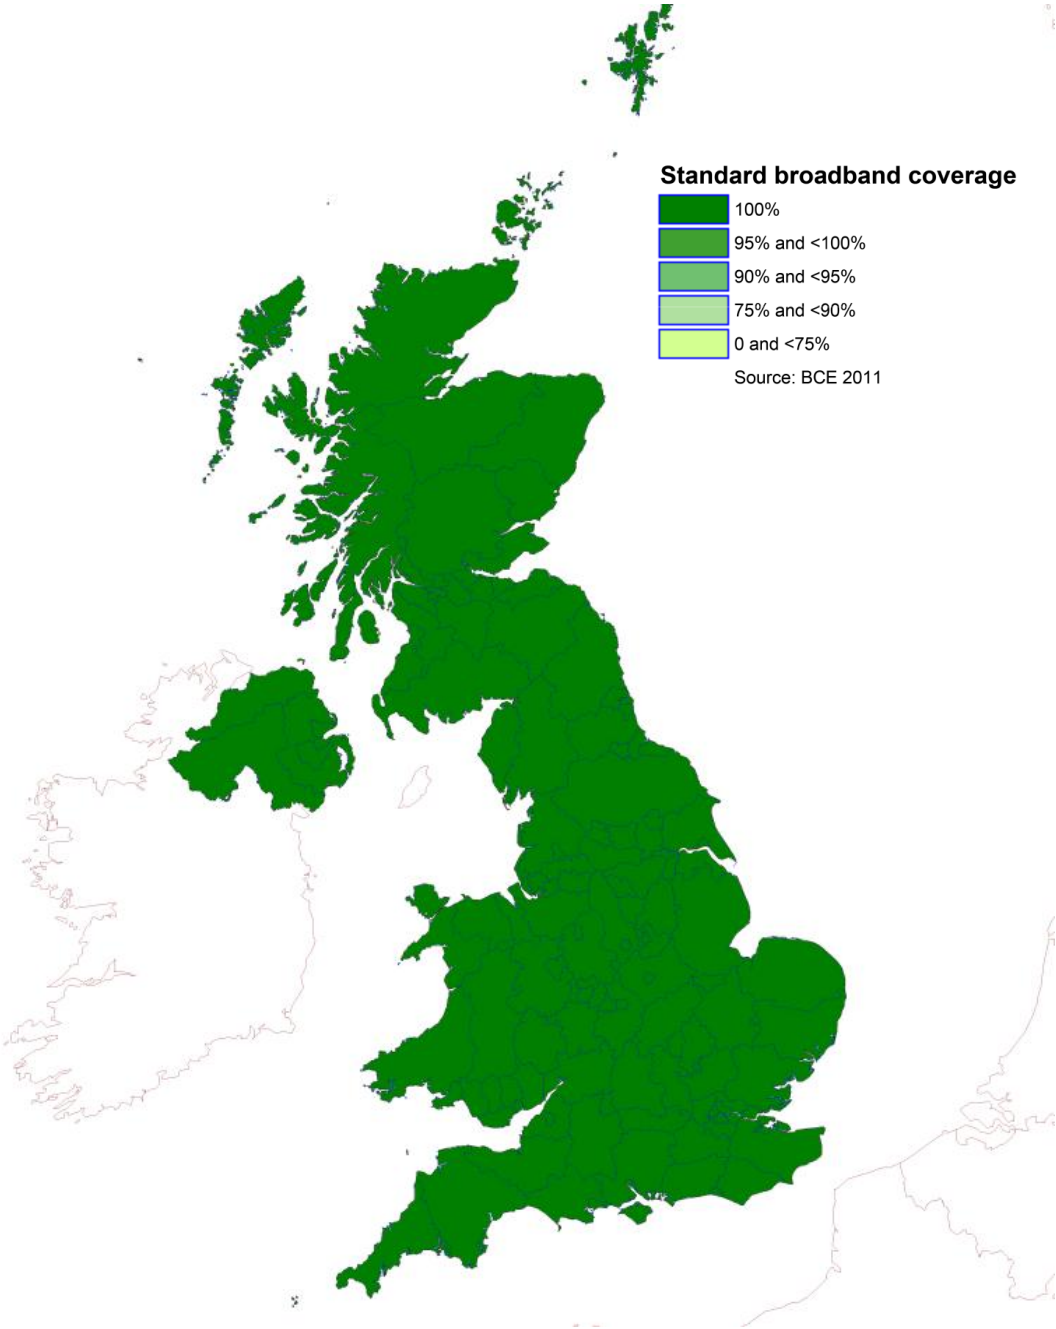 Standard broadband coverage
100%
95% and <100%
90% and <95%
75% and <90%
0 and <75%
Source: BCE 2011